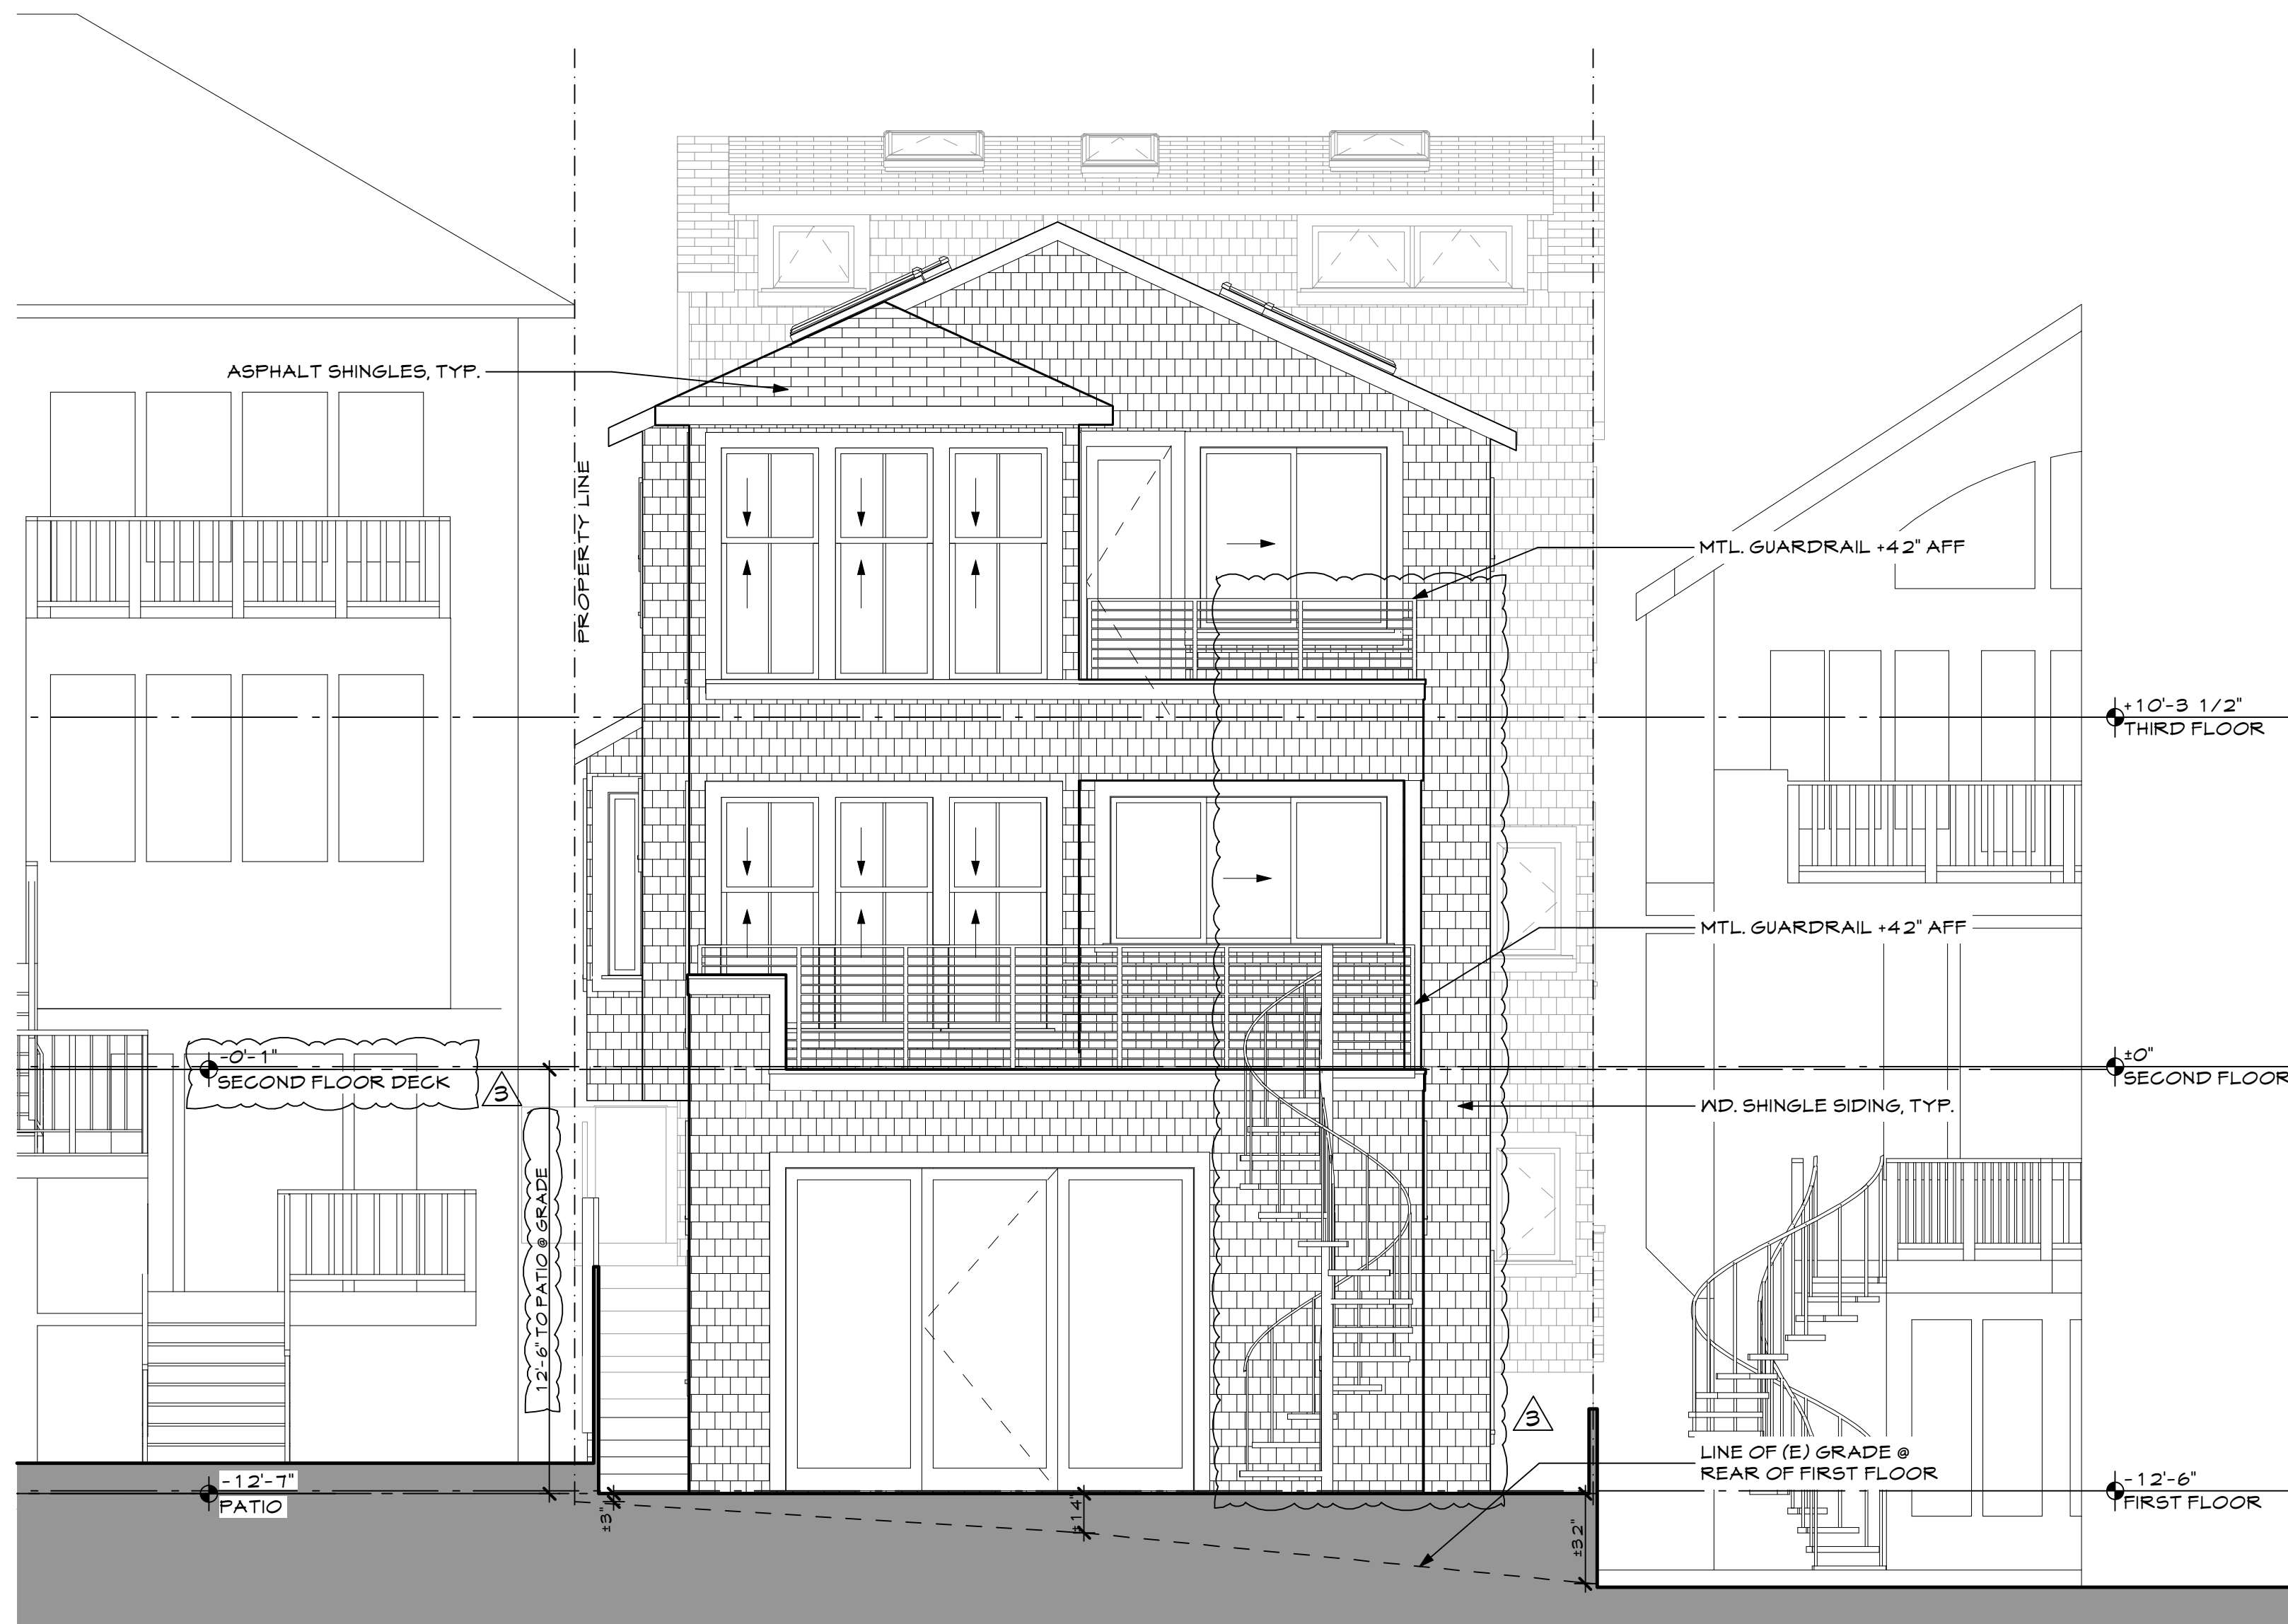 ASPHALT SHINGLES, TYP.
PROPERTY LINE
MTL. GUARDRAIL +42" AFF
+10'-3 1/2"
THIRD FLOOR
MTL. GUARDRAIL +42" AFF
-0'-1"
SECOND FLOOR DECK
3
±0"
SECOND FLOOR
WD. SHINGLE SIDING, TYP.
12'-6" TO PATIO @ GRADE
3
LINE OF (E) GRADE @
REAR OF FIRST FLOOR
-12'-7"
PATIO
-12'-6"
FIRST FLOOR
±3"
±14"
±32"